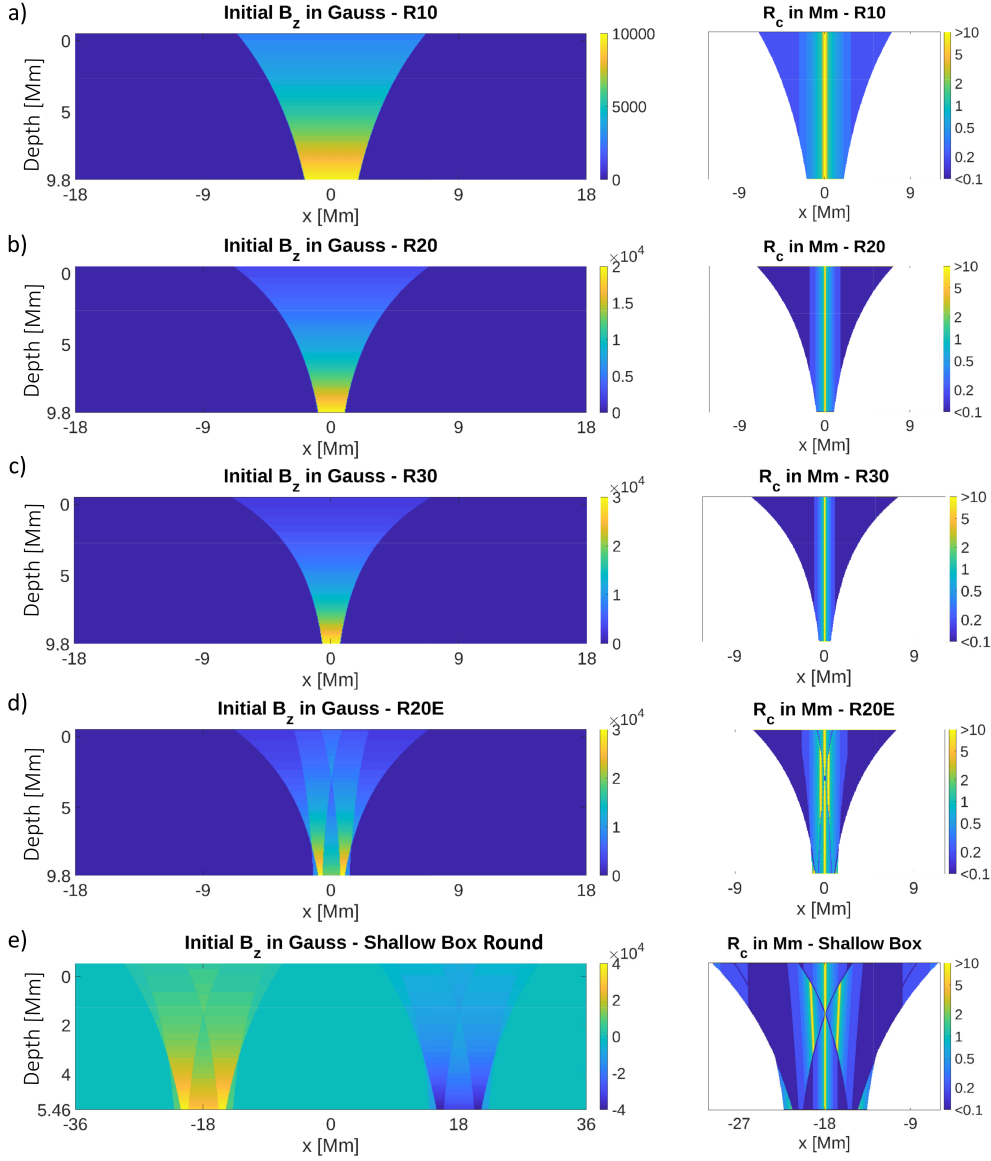 a)
Initial Bz in Gauss - R10
Rc in Mm - R10
0
5
9.8
Depth [Mm]
-18 -9 0 9 18
x [Mm]
10000
5000
0
-9 0 9
x [Mm]
>10
5
2
1
0.5
0.2
<0.1
b)
Initial Bz in Gauss - R20
Rc in Mm - R20
0
5
9.8
Depth [Mm]
-18 -9 0 9 18
x [Mm]
×10^4
2
1.5
1
0.5
0
-9 0 9
x [Mm]
>10
5
2
1
0.5
0.2
<0.1
c)
Initial Bz in Gauss - R30
Rc in Mm - R30
0
5
9.8
Depth [Mm]
-18 -9 0 9 18
x [Mm]
×10^4
3
2
1
0
-9 0 9
x [Mm]
>10
5
2
1
0.5
0.2
<0.1
d)
Initial Bz in Gauss - R20E
Rc in Mm - R20E
0
5
9.8
Depth [Mm]
-18 -9 0 9 18
x [Mm]
×10^4
3
2
1
0
-9 0 9
x [Mm]
>10
5
2
1
0.5
0.2
<0.1
e)
Initial Bz in Gauss - Shallow Box Round
Rc in Mm - Shallow Box
0
2
4
5.46
Depth [Mm]
-36 -18 0 18 36
x [Mm]
×10^4
4
2
0
-2
-4
-27 -18 -9
x [Mm]
>10
5
2
1
0.5
0.2
<0.1